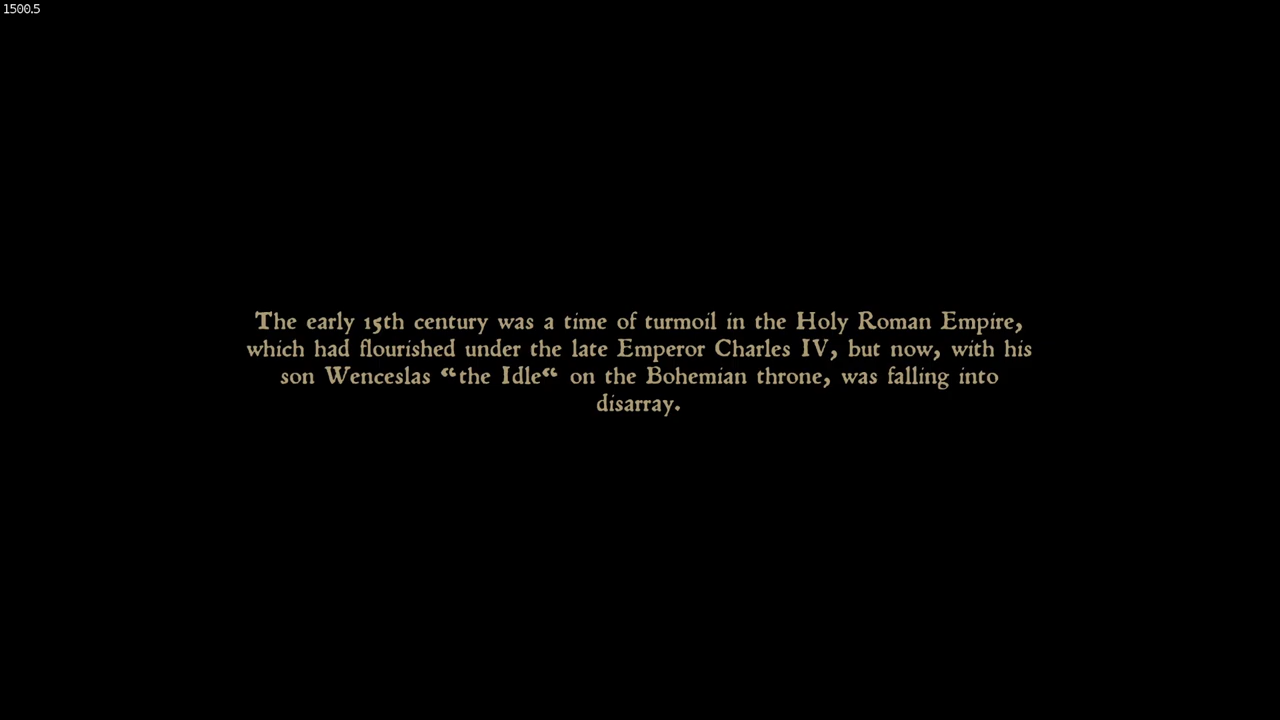 1500.5
The early 15th century was a time of turmoil in the Holy Roman Empire,
which had flourished under the late Emperor Charles IV, but now, with his
son Wenceslas “the Idle“ on the Bohemian throne, was falling into
disarray.